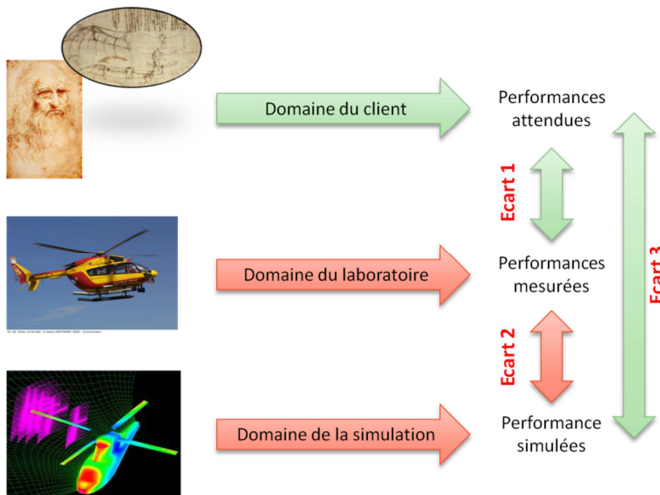 Domaine du client
Performances
attendues
Ecart 1
Domaine du laboratoire
Performances
mesurées
Ecart 3
Ecart 2
Domaine de la simulation
Performance
simulées